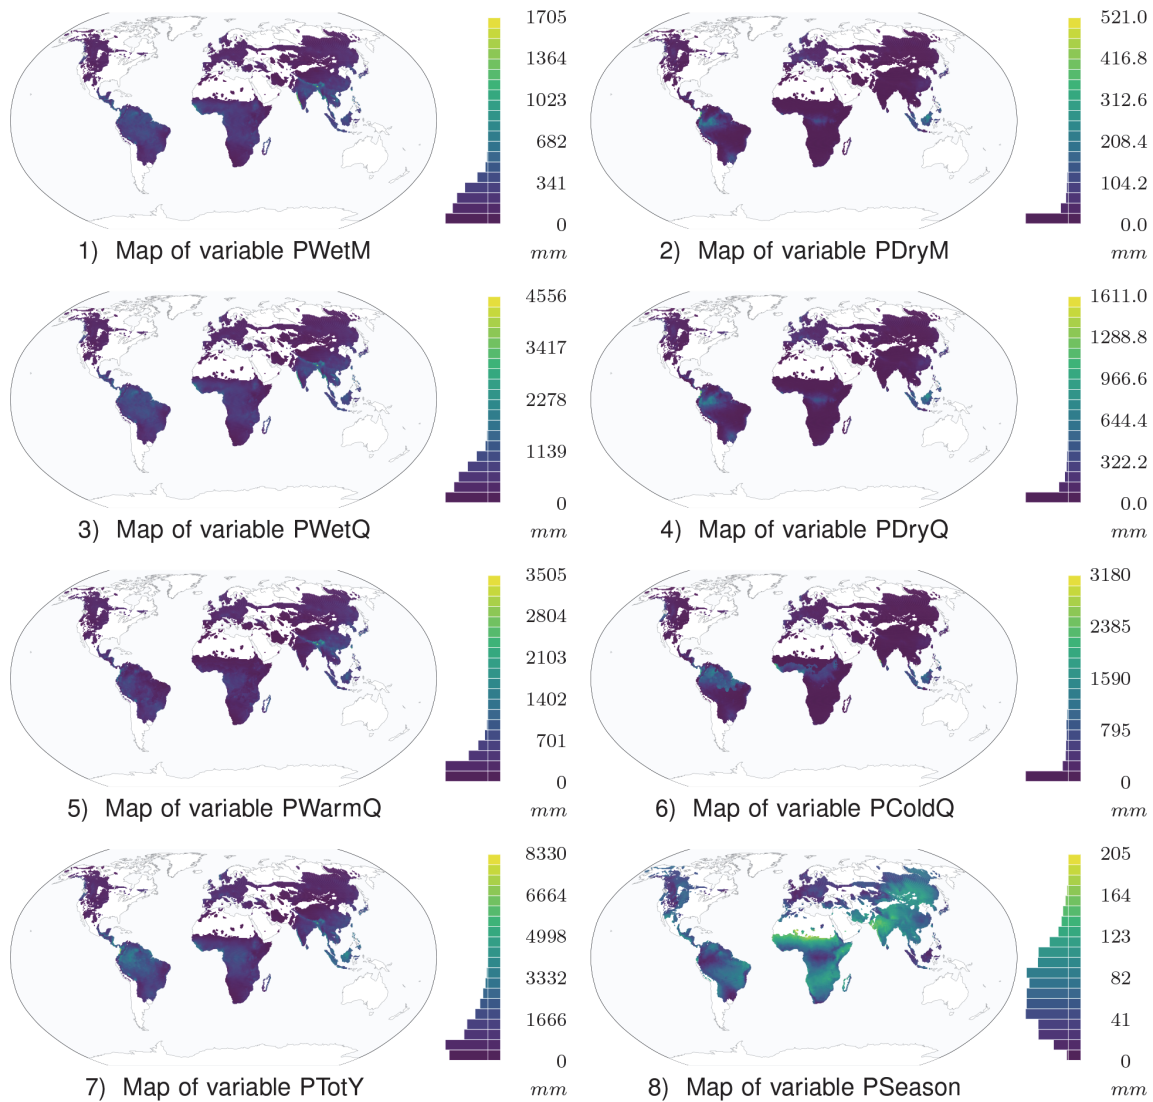 1705
1364
1023
682
341
0
mm
1) Map of variable PWetM
521.0
416.8
312.6
208.4
104.2
0.0
mm
2) Map of variable PDryM
4556
3417
2278
1139
0
mm
3) Map of variable PWetQ
1611.0
1288.8
966.6
644.4
322.2
0.0
mm
4) Map of variable PDryQ
3505
2804
2103
1402
701
0
mm
5) Map of variable PWarmQ
3180
2385
1590
795
0
mm
6) Map of variable PColdQ
8330
6664
4998
3332
1666
0
mm
7) Map of variable PTotY
205
164
123
82
41
0
mm
8) Map of variable PSeason